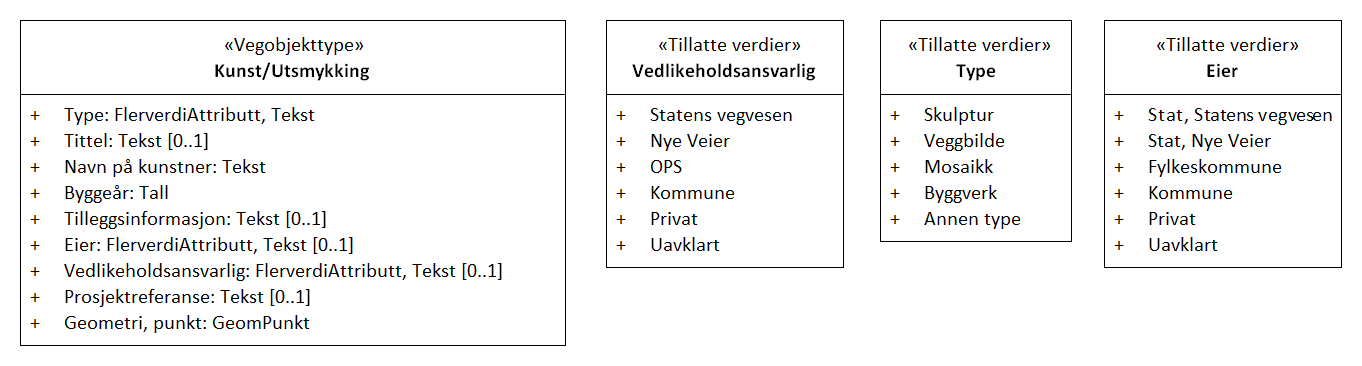 «Vegobjekttype»
Kunst/Utsmykking
+ Type: FlerverdiAttributt, Tekst
+ Tittel: Tekst [0..1]
+ Navn på kunstner: Tekst
+ Byggeår: Tall
+ Tilleggsinformasjon: Tekst [0..1]
+ Eier: FlerverdiAttributt, Tekst [0..1]
+ Vedlikeholdsansvarlig: FlerverdiAttributt, Tekst [0..1]
+ Prosjektreferanse: Tekst [0..1]
+ Geometri, punkt: GeomPunkt
«Tillatte verdier»
Vedlikeholdsansvarlig
+ Statens vegvesen
+ Nye Veier
+ OPS
+ Kommune
+ Privat
+ Uavklart
«Tillatte verdier»
Type
+ Skulptur
+ Veggbilde
+ Mosaikk
+ Byggverk
+ Annen type
«Tillatte verdier»
Eier
+ Stat, Statens vegvesen
+ Stat, Nye Veier
+ Fylkeskommune
+ Kommune
+ Privat
+ Uavklart